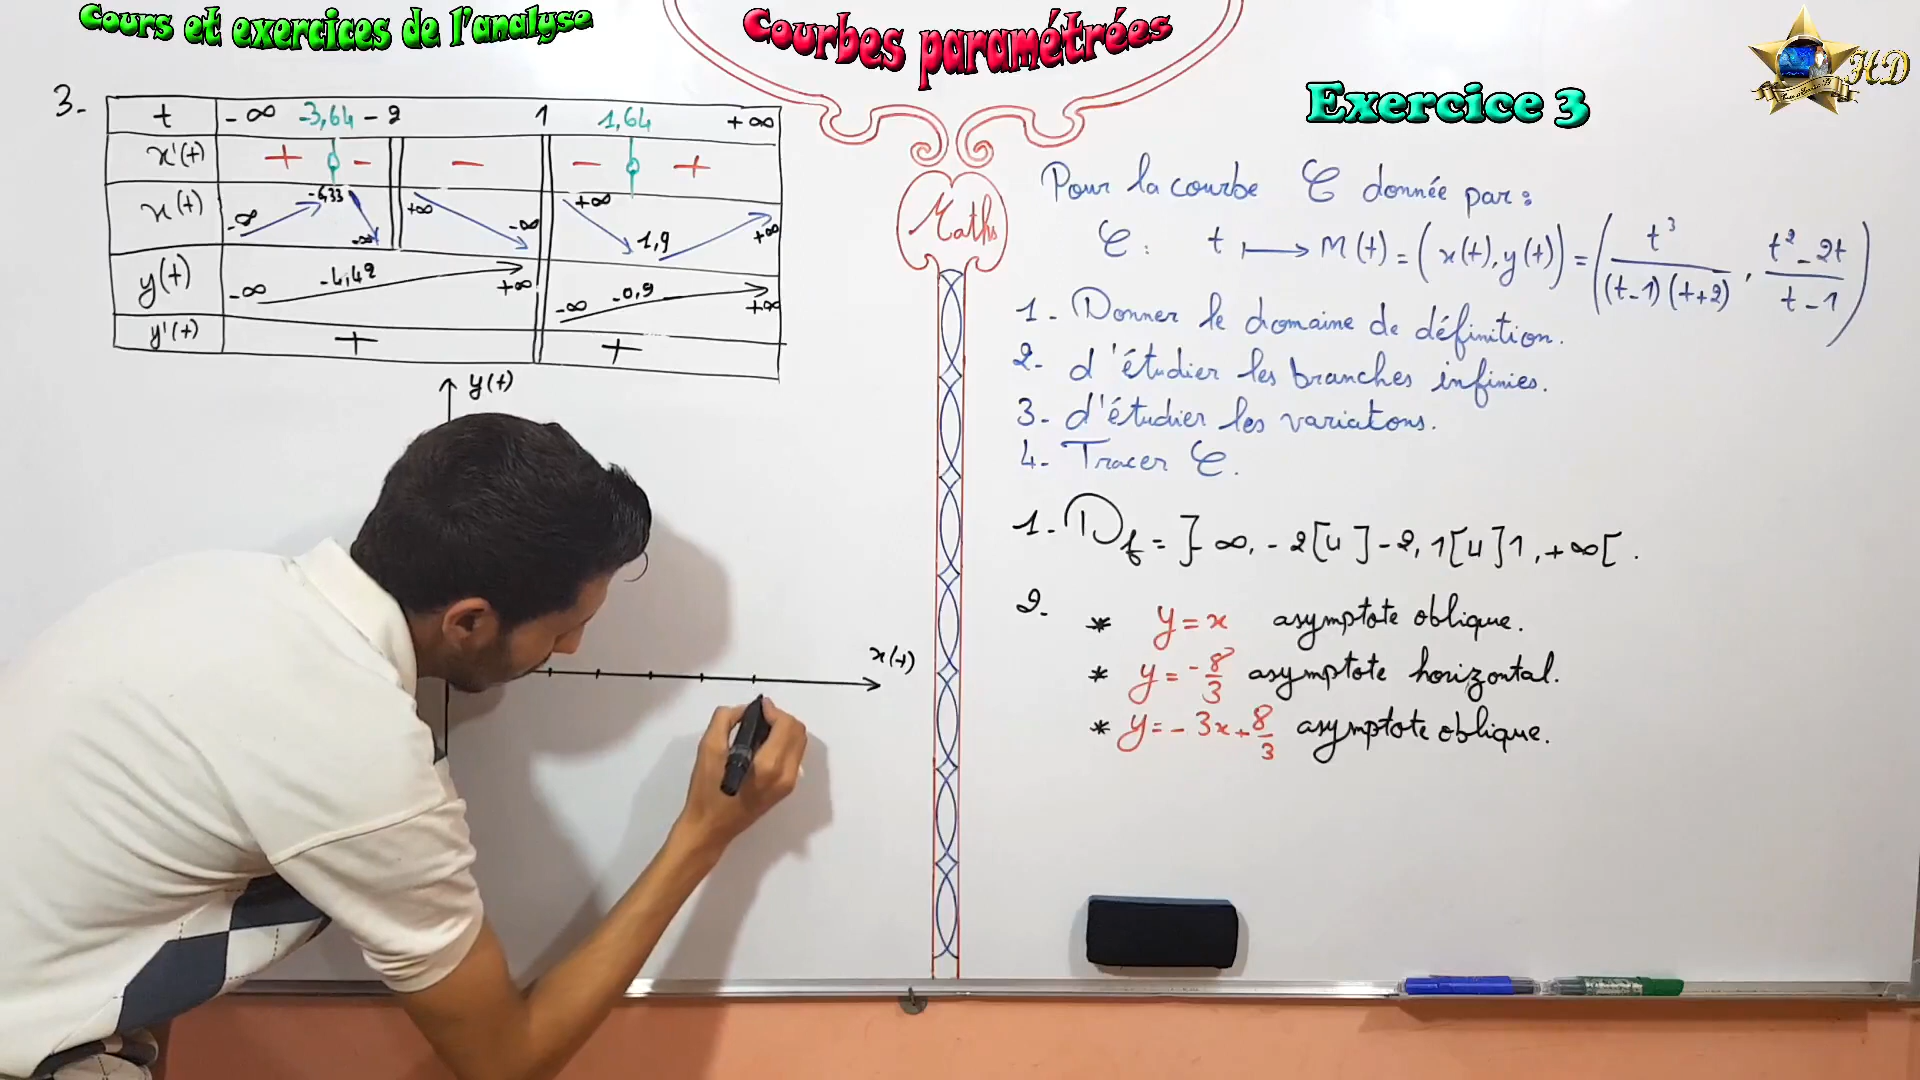 Cours et exercices de l'analyse
Courbes paramétrées
HD
Exercice 3
3-
t -∞ -3,64 -2 1 1,64 +∞
x'(t) + 0 - - - 0 +
x(t) -∞ -6,33 -∞ +∞ -∞ +∞ 1,9 +∞
y(t) -∞ -4,42 +∞ -∞ -0,9 +∞
y'(t) + +
y(t)
x(t)
Maths
Pour la courbe C donnée par:
C: t ⟼ M(t) = (x(t), y(t)) = (t³/((t-1)(t+2)), (t²-2t)/(t-1))
1- Donner le domaine de définition.
2- d'étudier les branches infinies.
3- d'étudier les variatons.
4- Tracer C.
1- Df = ]-∞, -2[ ∪ ]-2, 1[ ∪ ]1, +∞[.
2-
* y = x asymptote oblique.
* y = -8/3 asymptote horizontal.
* y = -3x + 8/3 asymptote oblique.